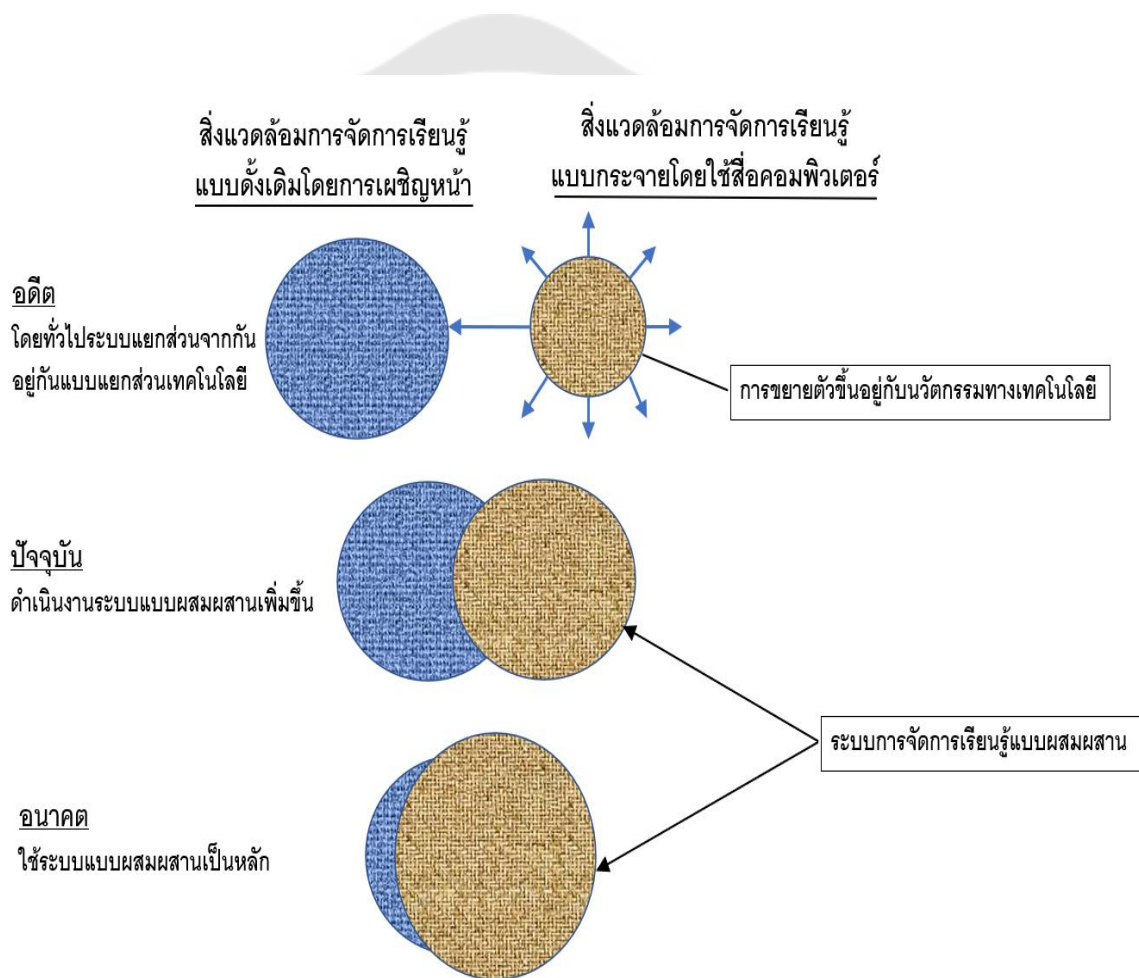 สิ่งแวดล้อมการจัดการเรียนรู้
แบบดั้งเดิมโดยการเผชิญหน้า
สิ่งแวดล้อมการจัดการเรียนรู้
แบบกระจายโดยใช้สื่อคอมพิวเตอร์
อดีต
โดยทั่วไประบบแยกส่วนจากกัน
อยู่กันแบบแยกส่วนเทคโนโลยี
การขยายตัวขึ้นอยู่กับนวัตกรรมทางเทคโนโลยี
ปัจจุบัน
ดำเนินงานระบบแบบผสมผสานเพิ่มขึ้น
ระบบการจัดการเรียนรู้แบบผสมผสาน
อนาคต
ใช้ระบบแบบผสมผสานเป็นหลัก